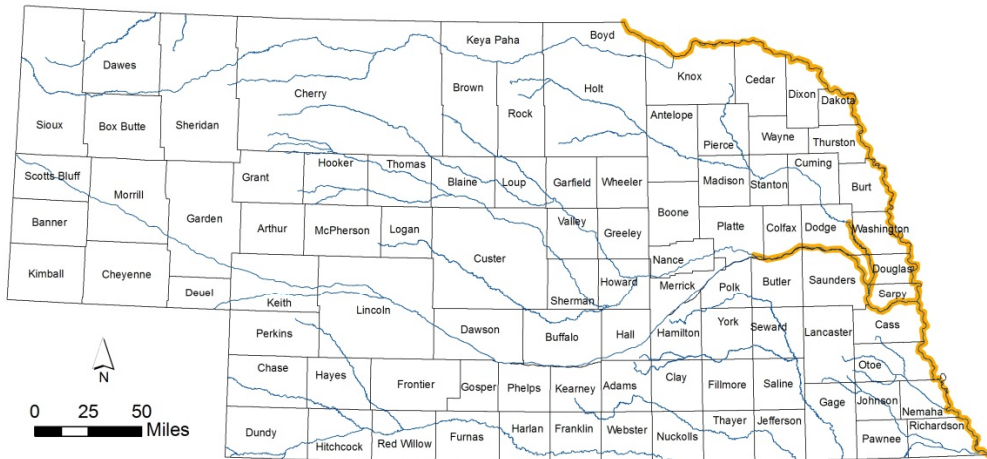 Keya Paha
Boyd
Dawes
Cherry
Brown
Rock
Holt
Knox
Cedar
Dixon
Dakota
Sioux
Box Butte
Sheridan
Antelope
Pierce
Wayne
Thurston
Scotts Bluff
Morrill
Grant
Hooker
Thomas
Blaine
Loup
Garfield
Wheeler
Madison
Stanton
Cuming
Burt
Banner
Garden
Arthur
McPherson
Logan
Custer
Valley
Greeley
Boone
Platte
Colfax
Dodge
Washington
Kimball
Cheyenne
Deuel
Keith
Lincoln
Sherman
Howard
Nance
Merrick
Polk
Butler
Saunders
Douglas
Sarpy
Perkins
Dawson
Buffalo
Hall
Hamilton
York
Seward
Lancaster
Cass
Otoe
Chase
Hayes
Frontier
Gosper
Phelps
Kearney
Adams
Clay
Fillmore
Saline
Gage
Johnson
Nemaha
Dundy
Hitchcock
Red Willow
Furnas
Harlan
Franklin
Webster
Nuckolls
Thayer
Jefferson
Pawnee
Richardson
N
0 25 50
Miles